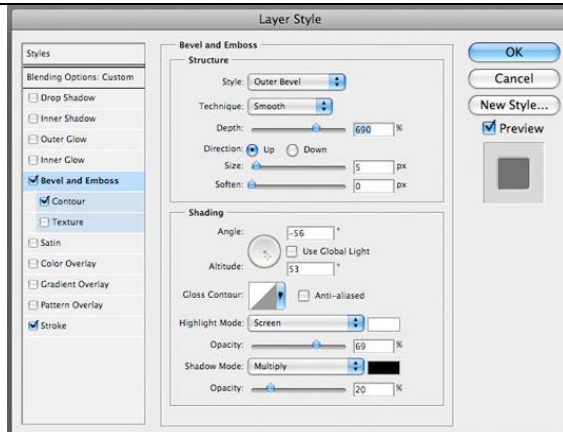 Layer Style
Styles
Blending Options: Custom
Drop Shadow
Inner Shadow
Outer Glow
Inner Glow
Bevel and Emboss
Contour
Texture
Satin
Color Overlay
Gradient Overlay
Pattern Overlay
Stroke
Bevel and Emboss
Structure
Style: Outer Bevel
Technique: Smooth
Depth: 690 %
Direction: Up Down
Size: 5 px
Soften: 0 px
Shading
Angle: -56 °
Use Global Light
Altitude: 53 °
Gloss Contour: Anti-aliased
Highlight Mode: Screen
Opacity: 69 %
Shadow Mode: Multiply
Opacity: 20 %
OK
Cancel
New Style...
Preview